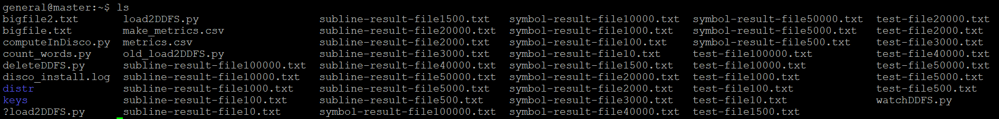 general@master:~$ ls
bigfile2.txt load2DDFS.py subline-result-file1500.txt symbol-result-file10000.txt symbol-result-file50000.txt test-file20000.txt
bigfile.txt make_metrics.csv subline-result-file20000.txt symbol-result-file1000.txt symbol-result-file5000.txt test-file2000.txt
computeInDisco.py metrics.csv subline-result-file2000.txt symbol-result-file100.txt symbol-result-file500.txt test-file3000.txt
count_words.py old_load2DDFS.py subline-result-file3000.txt symbol-result-file10.txt test-file100000.txt test-file40000.txt
deleteDDFS.py subline-result-file100000.txt subline-result-file40000.txt symbol-result-file1500.txt test-file10000.txt test-file50000.txt
disco_install.log subline-result-file10000.txt subline-result-file50000.txt symbol-result-file20000.txt test-file1000.txt test-file5000.txt
distr subline-result-file1000.txt subline-result-file5000.txt symbol-result-file2000.txt test-file100.txt test-file500.txt
keys subline-result-file100.txt subline-result-file500.txt symbol-result-file3000.txt test-file10.txt watchDDFS.py
?load2DDFS.py subline-result-file10.txt symbol-result-file100000.txt symbol-result-file40000.txt test-file1500.txt